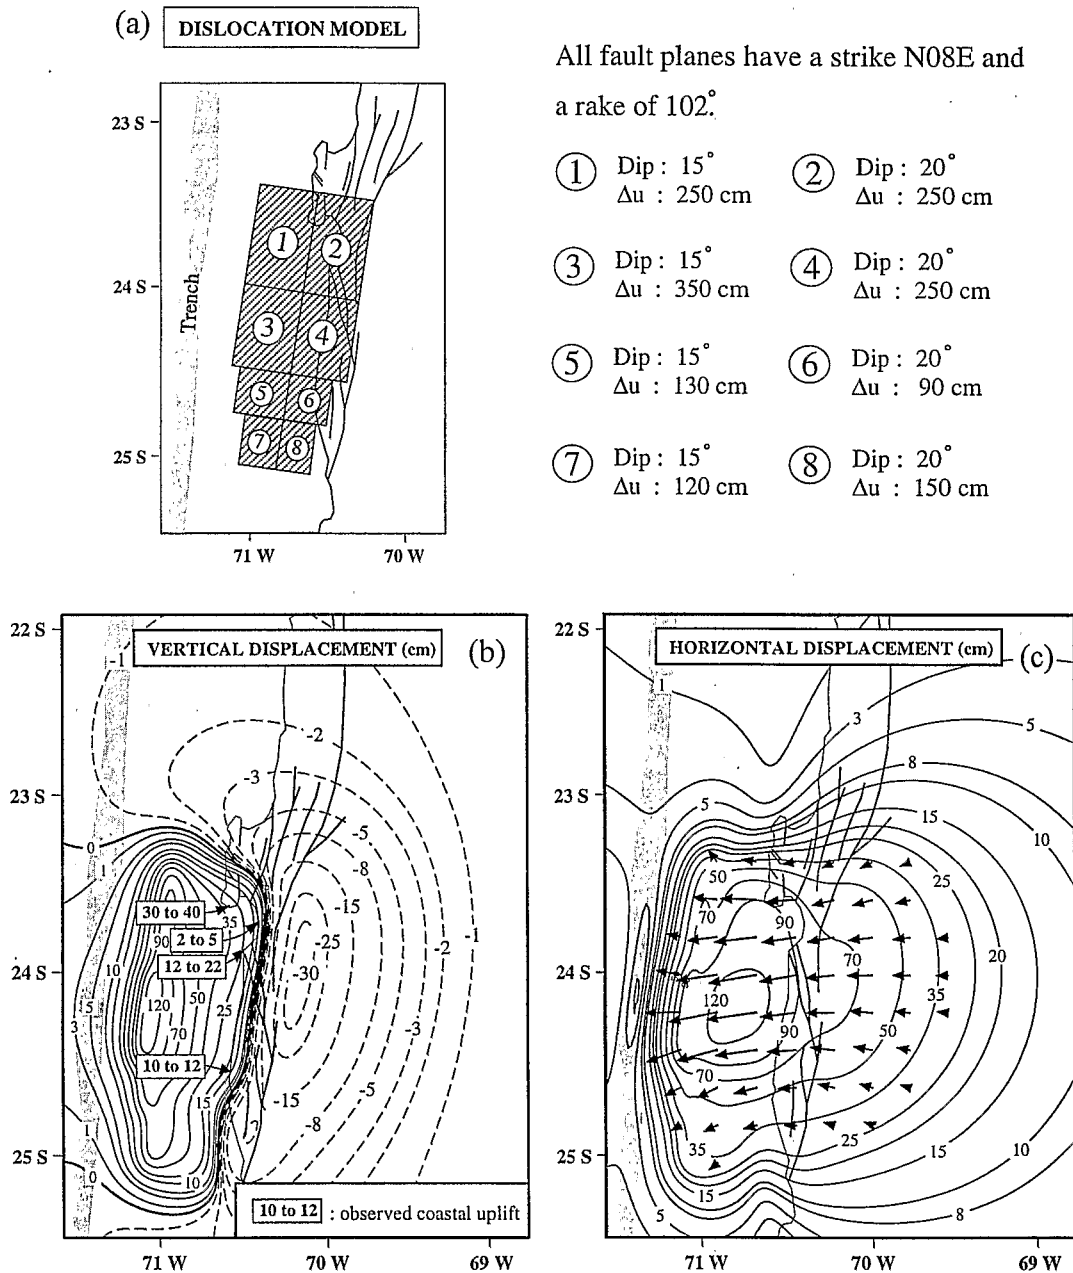 (a) DISLOCATION MODEL
23 S
24 S
25 S
Trench
1
2
3
4
5
6
7
8
71 W 70 W
All fault planes have a strike N08E and
a rake of 102°.
1 Dip : 15° 2 Dip : 20°
Δu : 250 cm Δu : 250 cm
3 Dip : 15° 4 Dip : 20°
Δu : 350 cm Δu : 250 cm
5 Dip : 15° 6 Dip : 20°
Δu : 130 cm Δu : 90 cm
7 Dip : 15° 8 Dip : 20°
Δu : 120 cm Δu : 150 cm
VERTICAL DISPLACEMENT (cm) (b)
22 S
23 S
24 S
25 S
-1
-2
-3
-5
-8
-15
-25
-30
-2
-1
-3
-5
-8
-15
0
1
10
5
3
90
35
120
50
25
70
15
10
1
0
30 to 40
2 to 5
12 to 22
10 to 12
10 to 12 : observed coastal uplift
71 W 70 W 69 W
HORIZONTAL DISPLACEMENT (cm) (c)
22 S
23 S
24 S
25 S
1
3
5
8
5
15
10
50
25
70
90
70
20
120
35
90
50
70
25
35
15
10
15
5
8
71 W 70 W 69 W